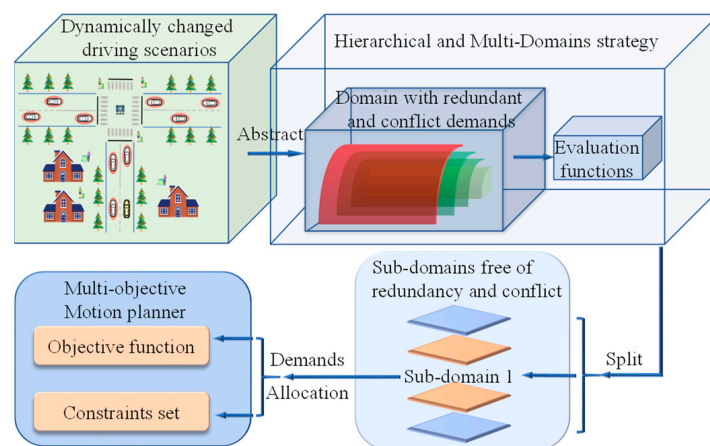 Dynamically changed
driving scenarios
Hierarchical and Multi-Domains strategy
Abstract
Domain with redundant
and conflict demands
Evaluation
functions
Multi-objective
Motion planner
Objective function
Constraints set
Demands
Allocation
Sub-domains free of
redundancy and conflict
Sub-domain 1
Split